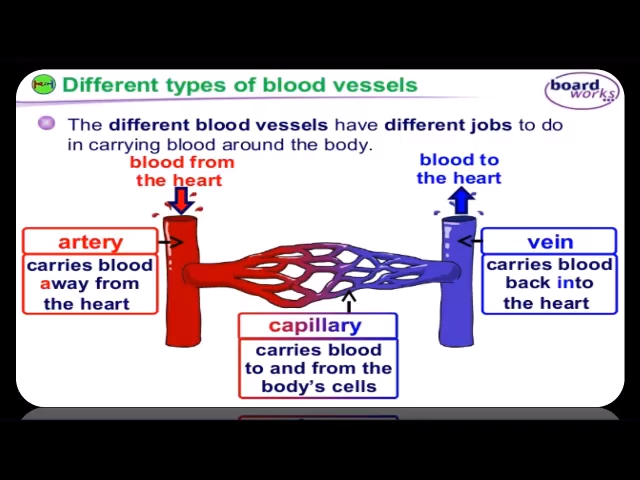 Different types of blood vessels
board
works
The different blood vessels have different jobs to do
in carrying blood around the body.
blood from
the heart
blood to
the heart
artery
carries blood
away from
the heart
vein
carries blood
back into
the heart
capillary
carries blood
to and from the
body's cells